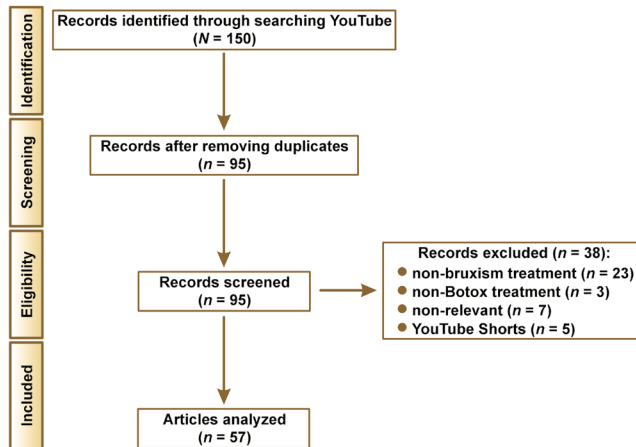 Identification
Records identified through searching YouTube
(N = 150)
Screening
Records after removing duplicates
(n = 95)
Eligibility
Records screened
(n = 95)
Records excluded (n = 38):
● non-bruxism treatment (n = 23)
● non-Botox treatment (n = 3)
● non-relevant (n = 7)
● YouTube Shorts (n = 5)
Included
Articles analyzed
(n = 57)